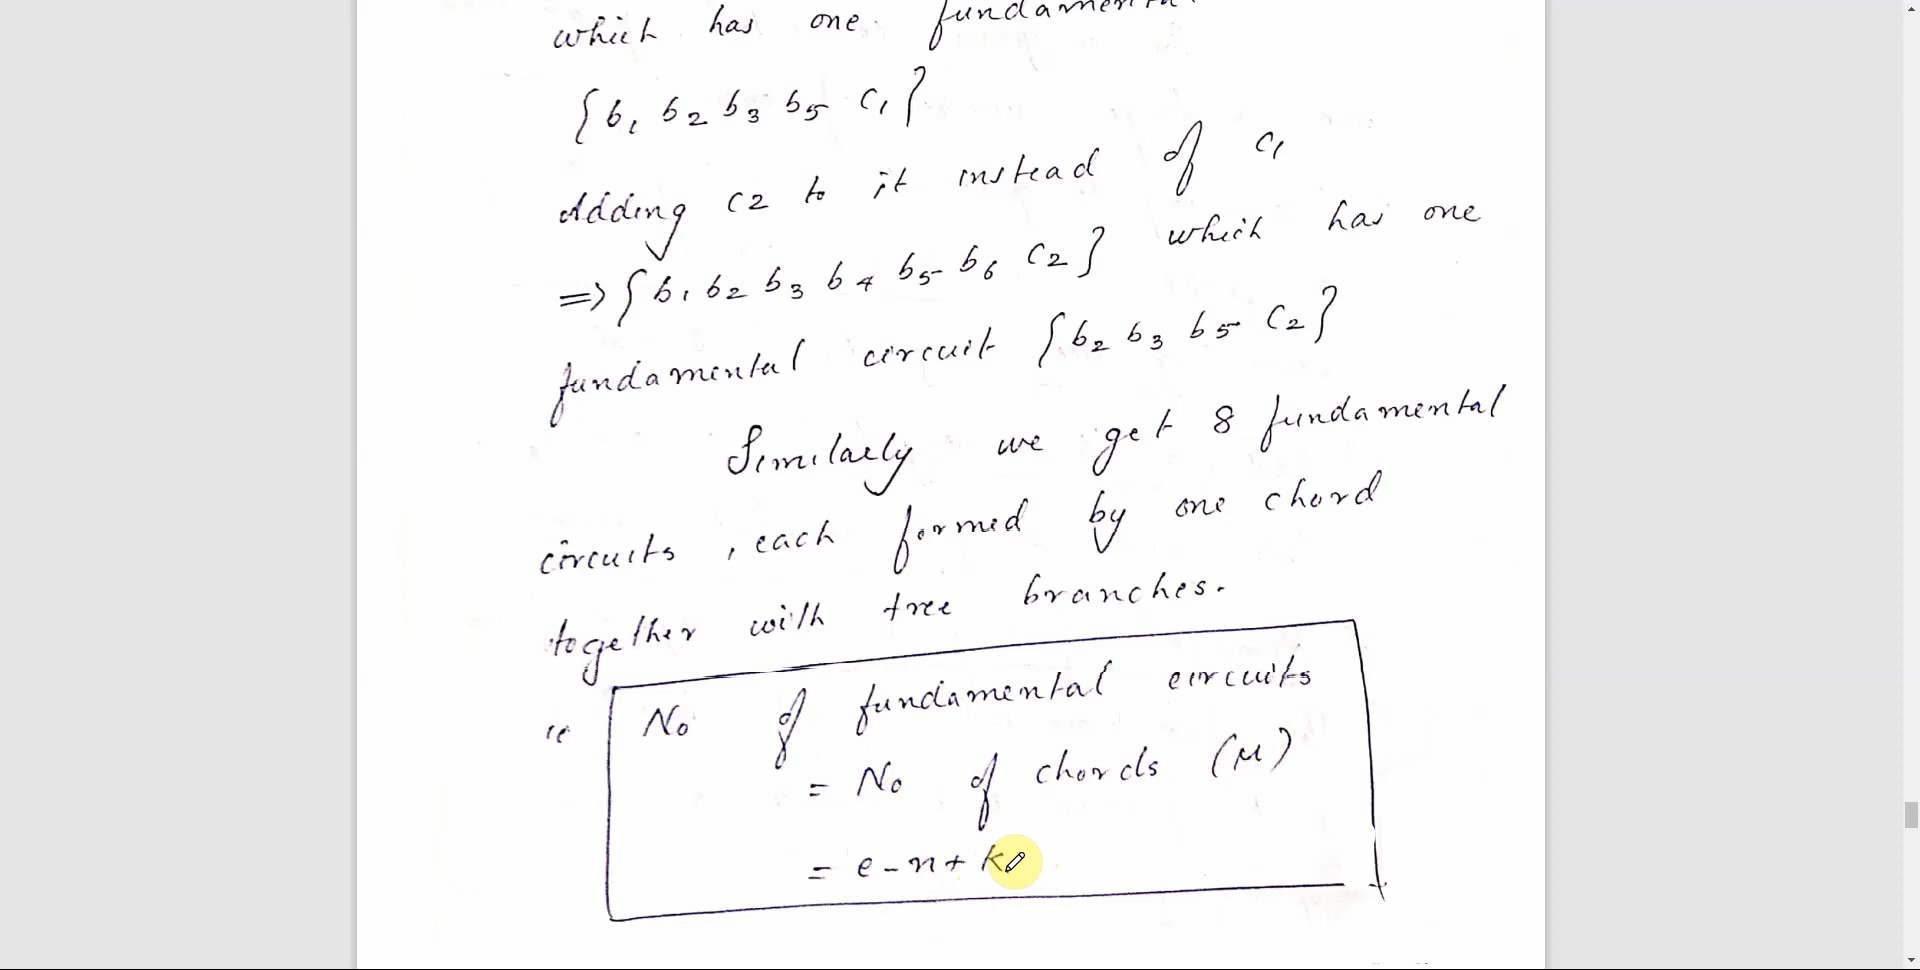 which has one
{b1 b2 b3 b5 c1}
Adding c2 to it instead of c1
=> {b1 b2 b3 b4 b5 b6 c2} which has one
fundamental circuit {b2 b3 b5 c2}
Similarly we get 8 fundamental
circuits, each formed by one chord
together with tree branches.
ie No of fundamental circuits
= No of chords (μ)
= e-n+k